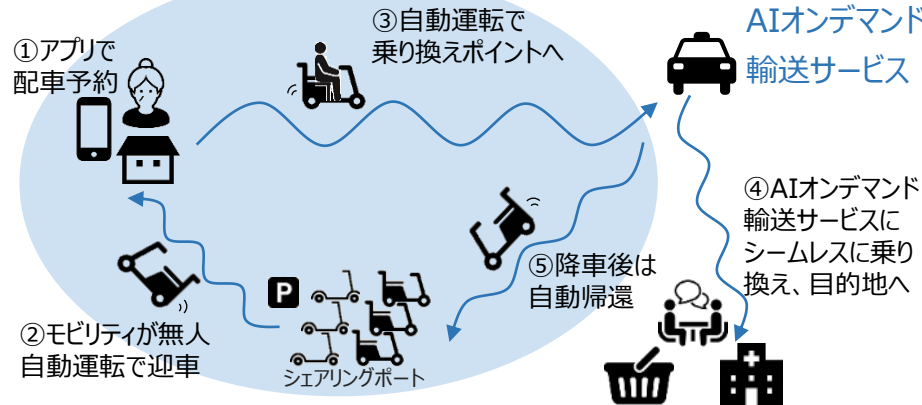 ①アプリで
配車予約
③自動運転で
乗り換えポイントへ
AIオンデマンド
輸送サービス
④AIオンデマンド
輸送サービスに
シームレスに乗り
換え、目的地へ
⑤降車後は
自動帰還
P
②モビリティが無人
自動運転で迎車
シェアリングポート